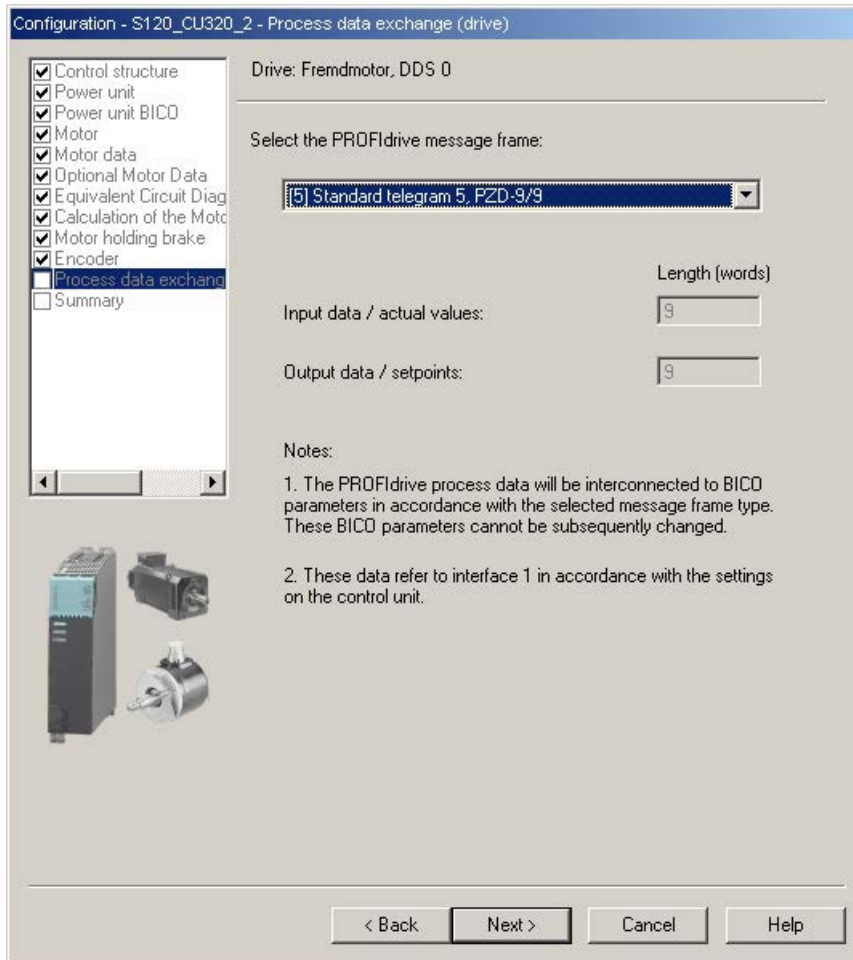 Configuration - S120_CU320_2 - Process data exchange (drive)
Control structure
Power unit
Power unit BICO
Motor
Motor data
Optional Motor Data
Equivalent Circuit Diag
Calculation of the Moto
Motor holding brake
Encoder
Process data exchang
Summary
Drive: Fremdmotor, DDS 0
Select the PROFIdrive message frame:
[5] Standard telegram 5, PZD-9/9
Length (words)
Input data / actual values:
9
Output data / setpoints:
9
Notes:
1. The PROFIdrive process data will be interconnected to BICO
parameters in accordance with the selected message frame type.
These BICO parameters cannot be subsequently changed.
2. These data refer to interface 1 in accordance with the settings
on the control unit.
< Back
Next >
Cancel
Help